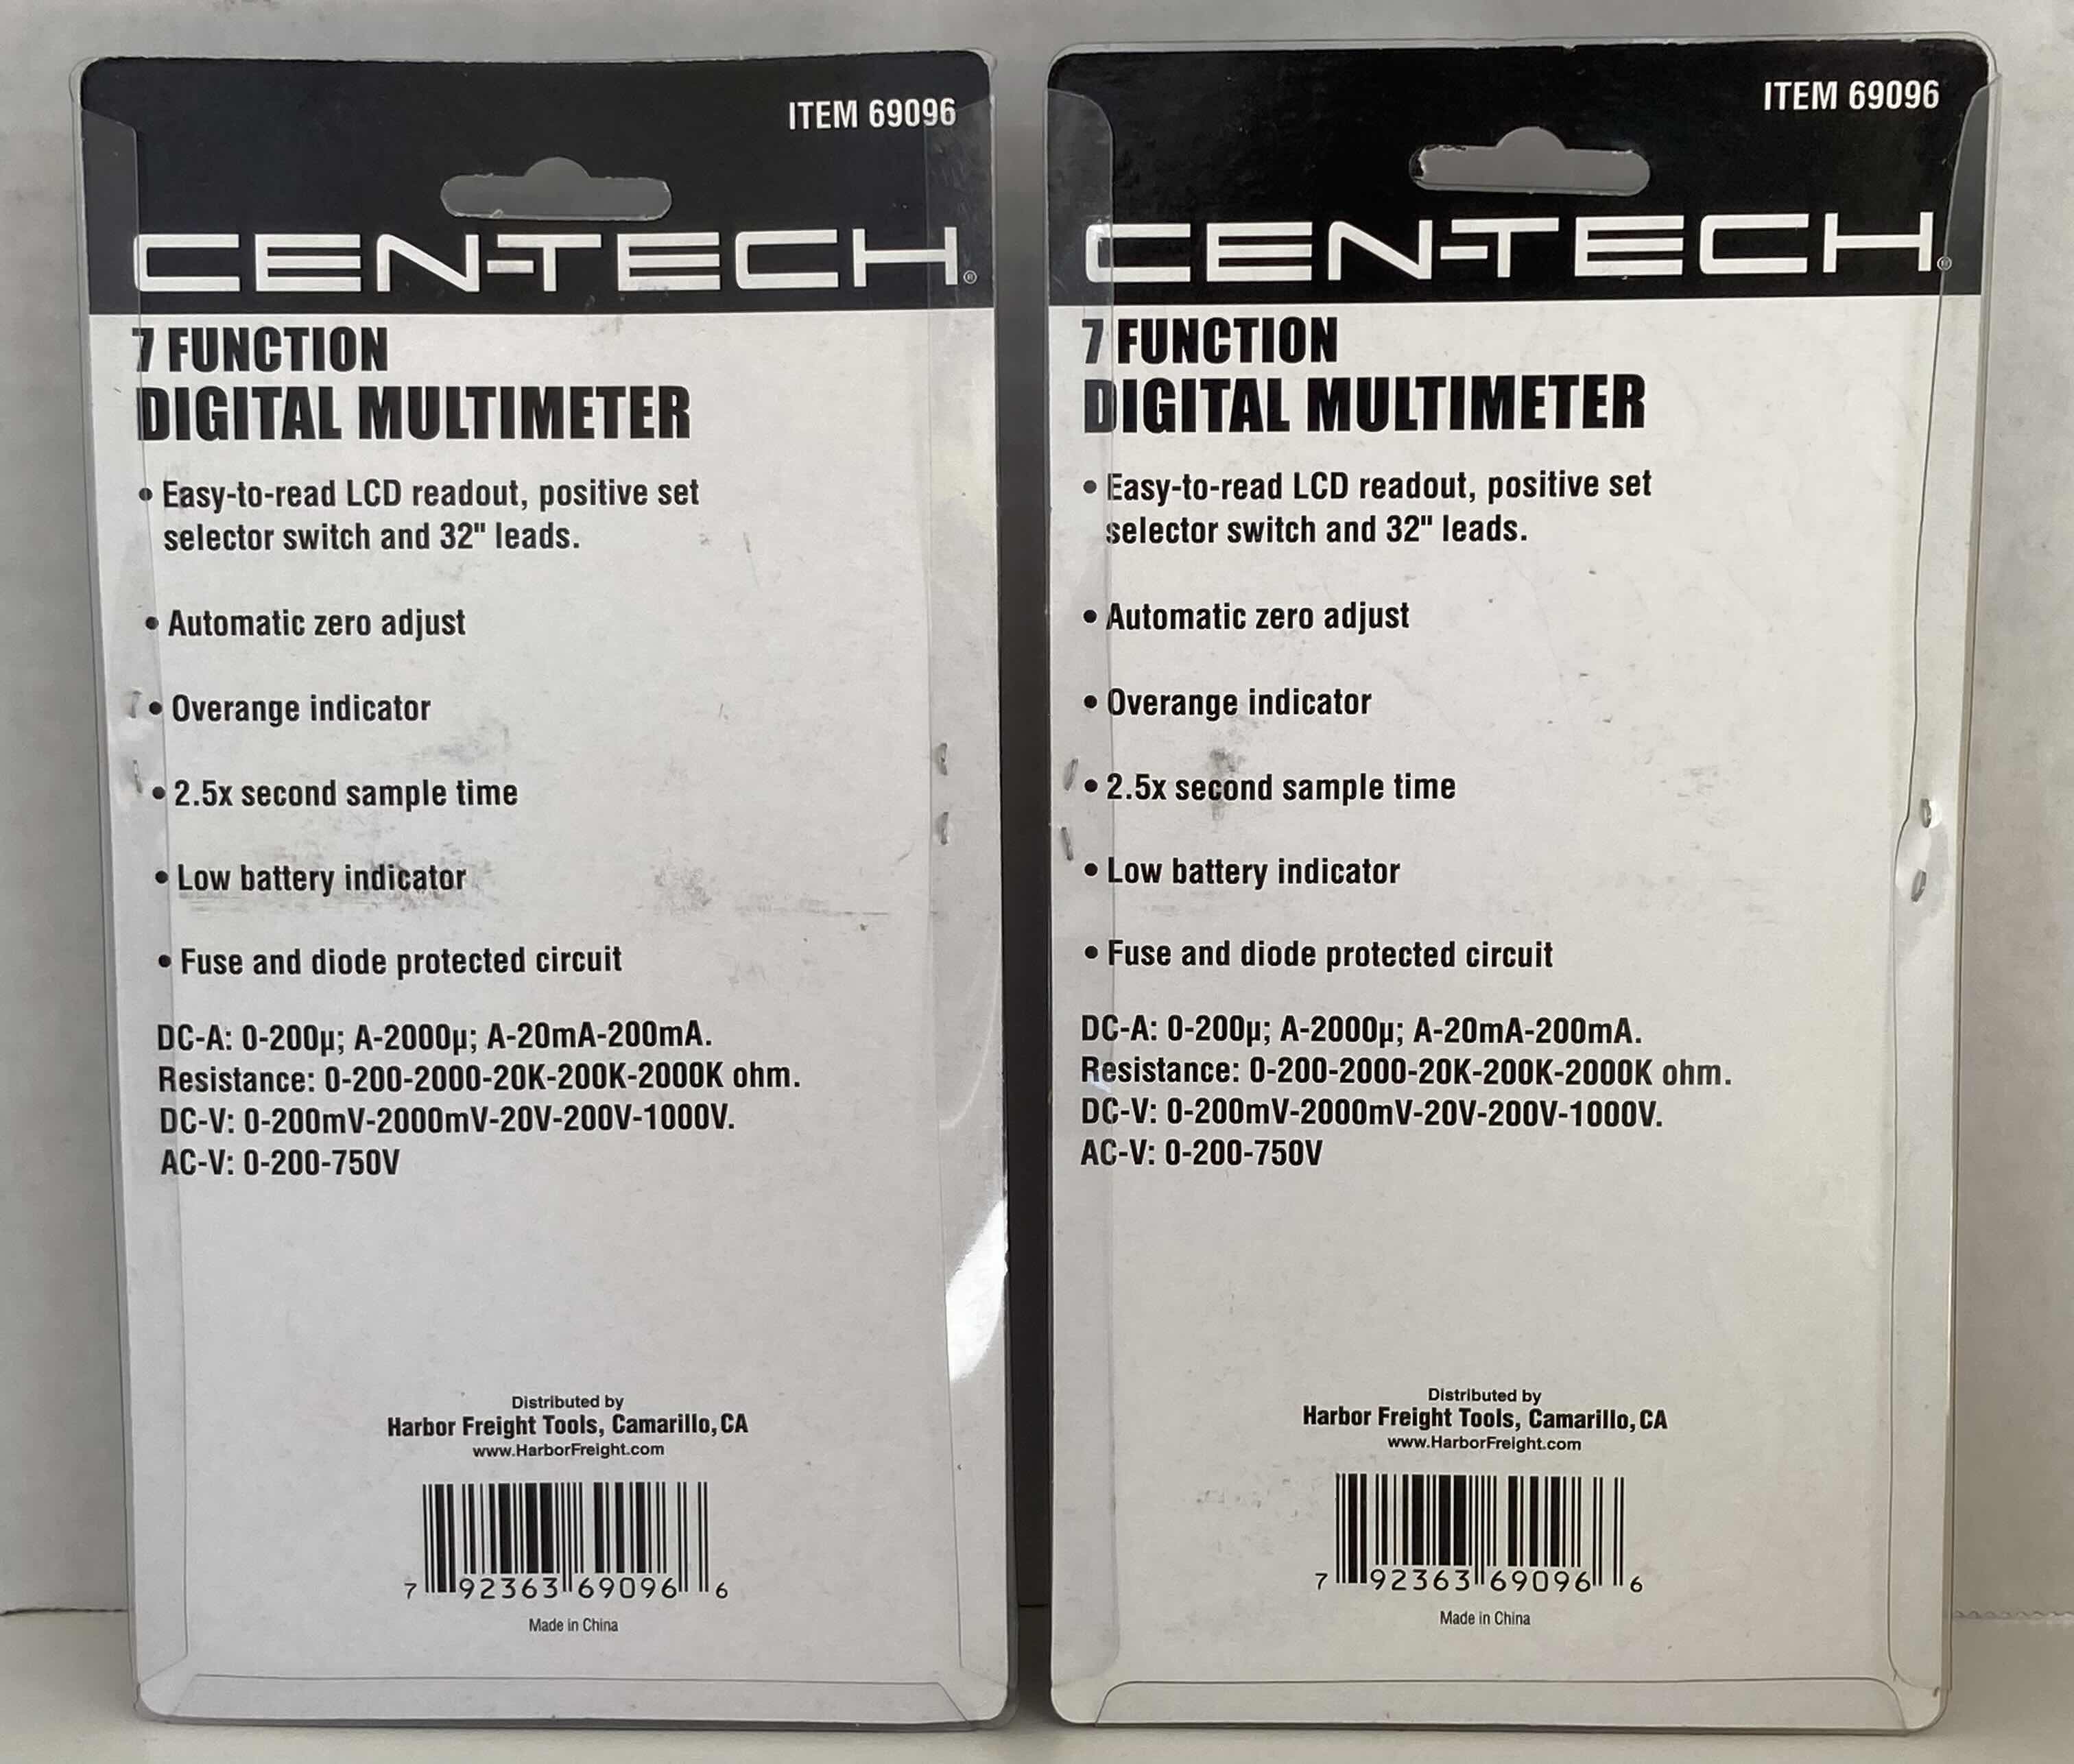 ITEM 69096
CEN-TECH®
7 FUNCTION
DIGITAL MULTIMETER
• Easy-to-read LCD readout, positive set
selector switch and 32" leads.
• Automatic zero adjust
• Overange indicator
• 2.5x second sample time
• Low battery indicator
• Fuse and diode protected circuit
DC-A: 0-200µ; A-2000µ; A-20mA-200mA.
Resistance: 0-200-2000-20K-200K-2000K ohm.
DC-V: 0-200mV-2000mV-20V-200V-1000V.
AC-V: 0-200-750V
Distributed by
Harbor Freight Tools, Camarillo, CA
www.HarborFreight.com
7 92363 69096 6
Made in China
ITEM 69096
CEN-TECH®
7 FUNCTION
DIGITAL MULTIMETER
• Easy-to-read LCD readout, positive set
selector switch and 32" leads.
• Automatic zero adjust
• Overange indicator
• 2.5x second sample time
• Low battery indicator
• Fuse and diode protected circuit
DC-A: 0-200µ; A-2000µ; A-20mA-200mA.
Resistance: 0-200-2000-20K-200K-2000K ohm.
DC-V: 0-200mV-2000mV-20V-200V-1000V.
AC-V: 0-200-750V
Distributed by
Harbor Freight Tools, Camarillo, CA
www.HarborFreight.com
7 92363 69096 6
Made in China